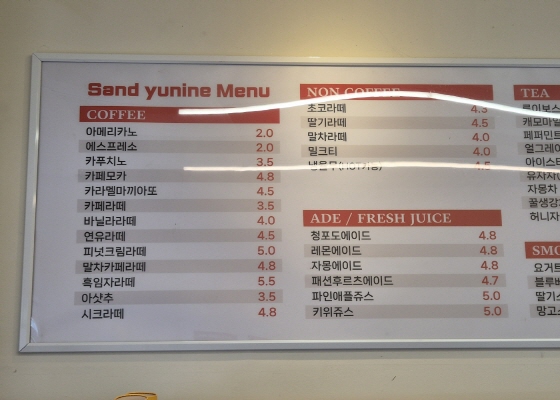 Sand yunine Menu
COFFEE
아메리카노 2.0
에스프레소 2.0
카푸치노 3.5
카페모카 4.8
카라멜마끼아또 4.5
카페라떼 3.5
바닐라라떼 4.0
연유라떼 4.5
피넛크림라떼 5.0
말차카페라떼 4.8
흑임자라떼 5.5
아샷추 3.5
시크라떼 4.8
NON COFFEE
초코라떼 4.5
딸기라떼 4.5
말차라떼 4.0
밀크티 4.0
4.5
ADE / FRESH JUICE
청포도에이드 4.8
레몬에이드 4.8
자몽에이드 4.8
패션후르츠에이드 4.7
파인애플쥬스 5.0
키위쥬스 5.0
TEA
루이보스
캐모마일
페퍼민트
얼그레이
아이스티
유자차
자몽차
꿀생강
허니자
SMO
요거트
블루베
딸기스
망고스